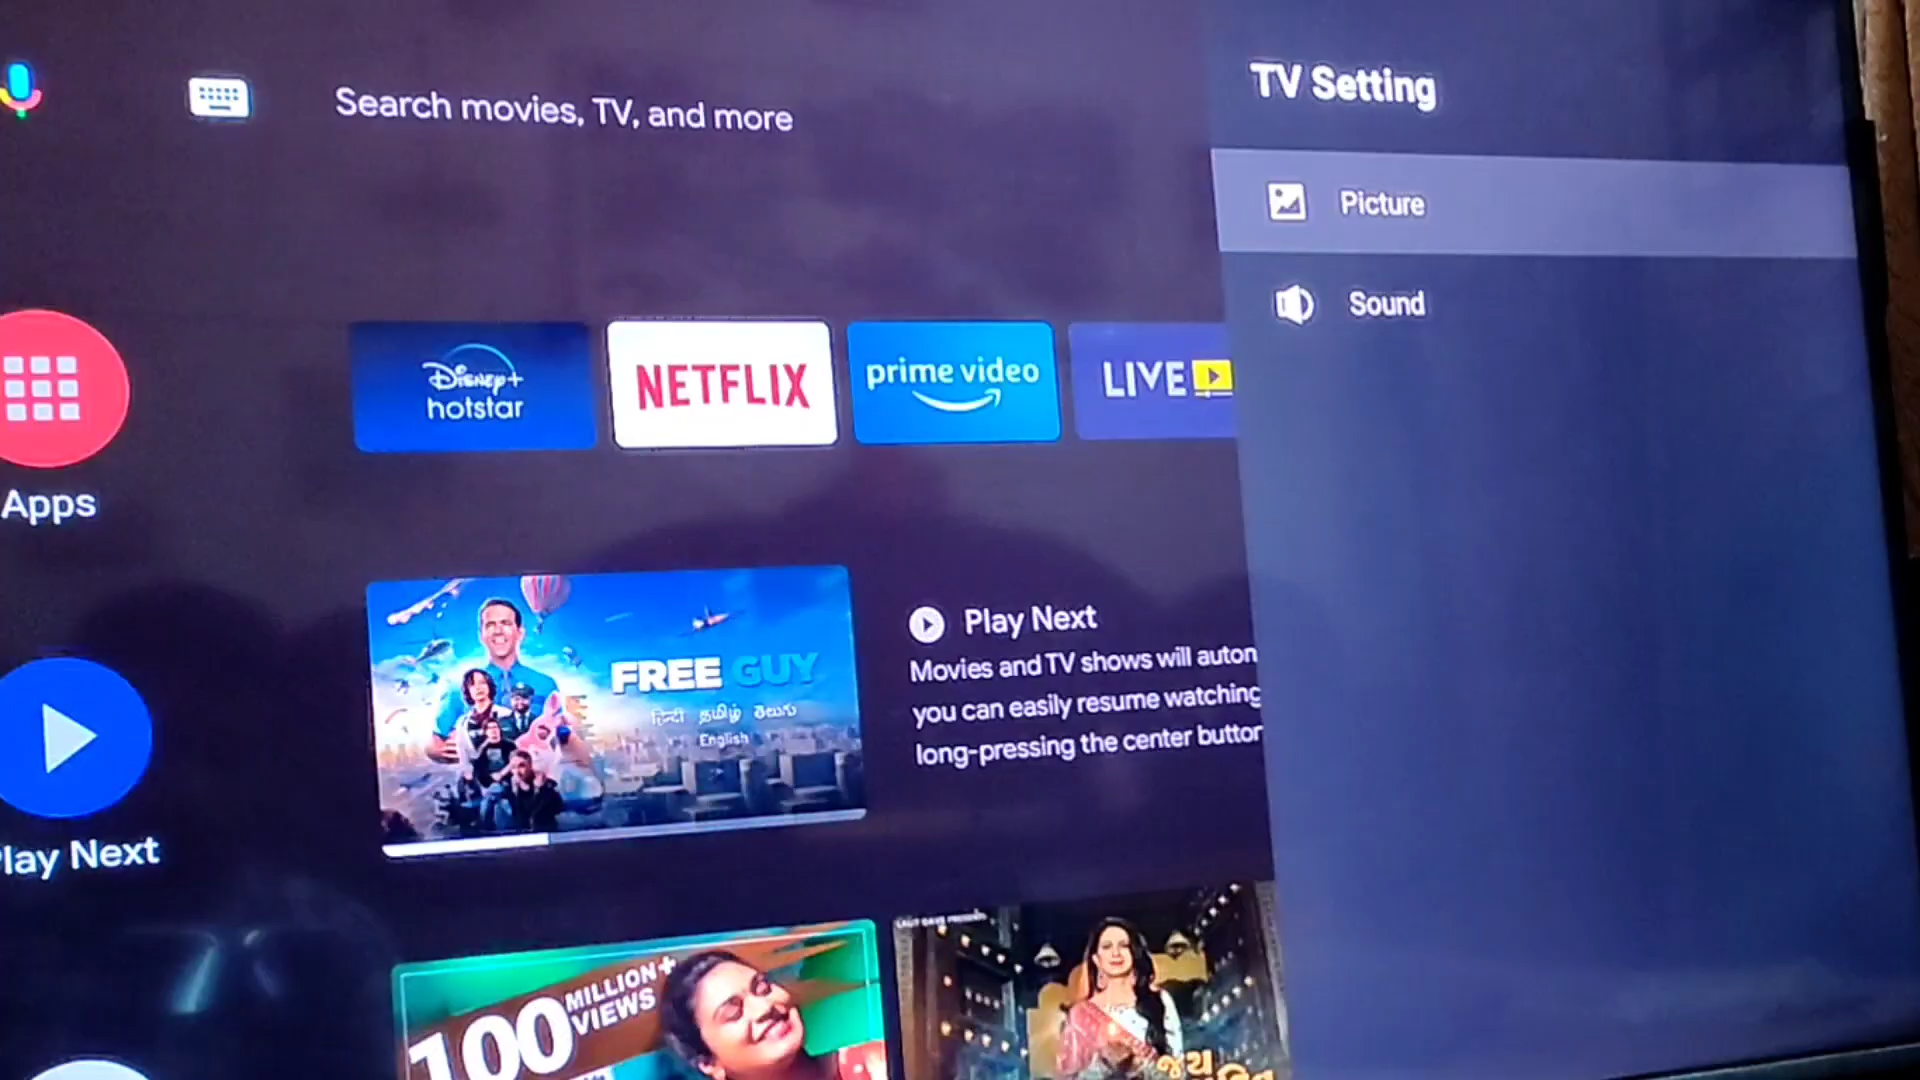 Search movies, TV, and more
TV Setting
Picture
Sound
Disney+
hotstar
NETFLIX
prime video
LIVE
Apps
FREE GUY
हिन्दी தமிழ் తెలుగు
English
Play Next
Movies and TV shows will autom
you can easily resume watching
long-pressing the center button
lay Next
100 MILLION+
VIEWS
જય